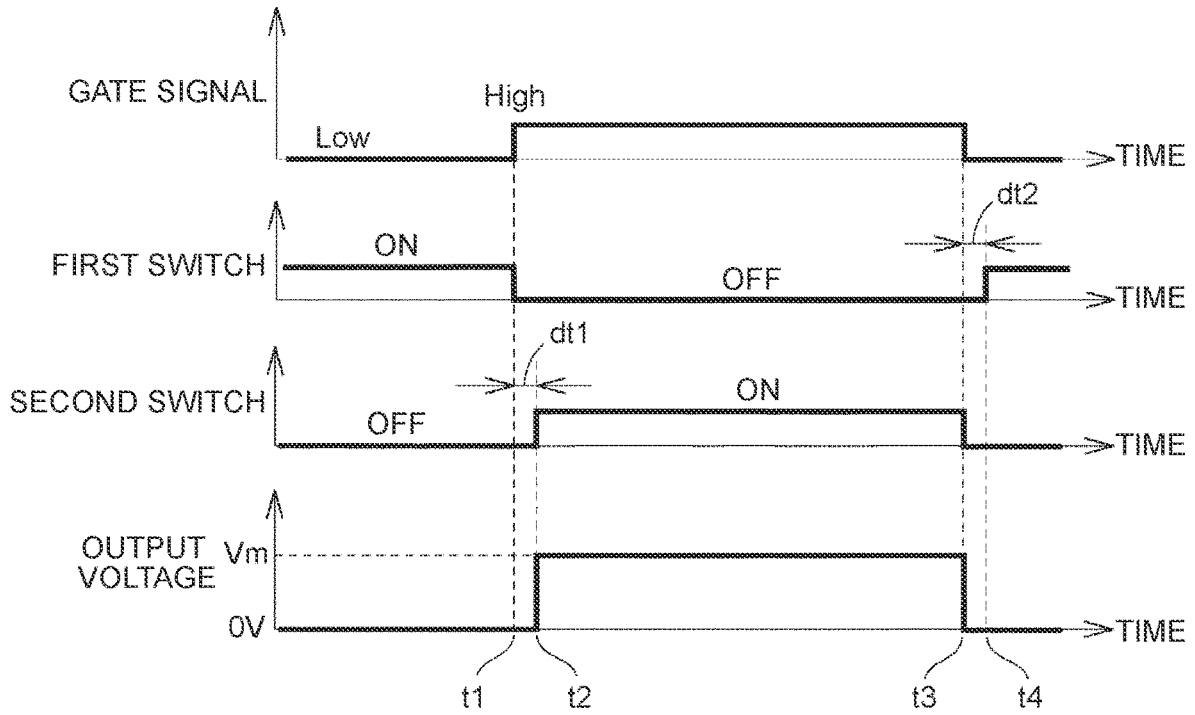 GATE SIGNAL
High
Low
TIME
dt2
FIRST SWITCH
ON
OFF
TIME
dt1
SECOND SWITCH
OFF
ON
TIME
OUTPUT
VOLTAGE
Vm
0V
TIME
t1
t2
t3
t4